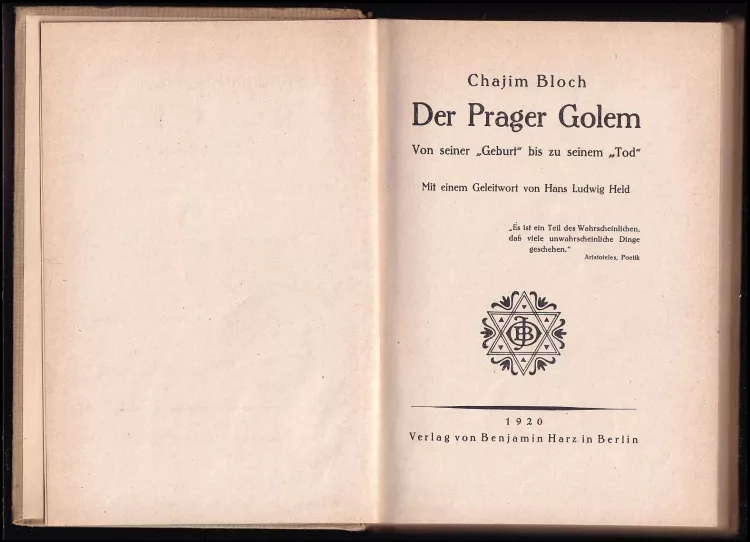 Chajim Bloch
Der Prager Golem
Von seiner „Geburt“ bis zu seinem „Tod“
Mit einem Geleitwort von Hans Ludwig Held
„Es ist ein Teil des Wahrscheinlichen,
daß viele unwahrscheinliche Dinge
geschehen.“
Aristoteles, Poetik
1920
Verlag von Benjamin Harz in Berlin